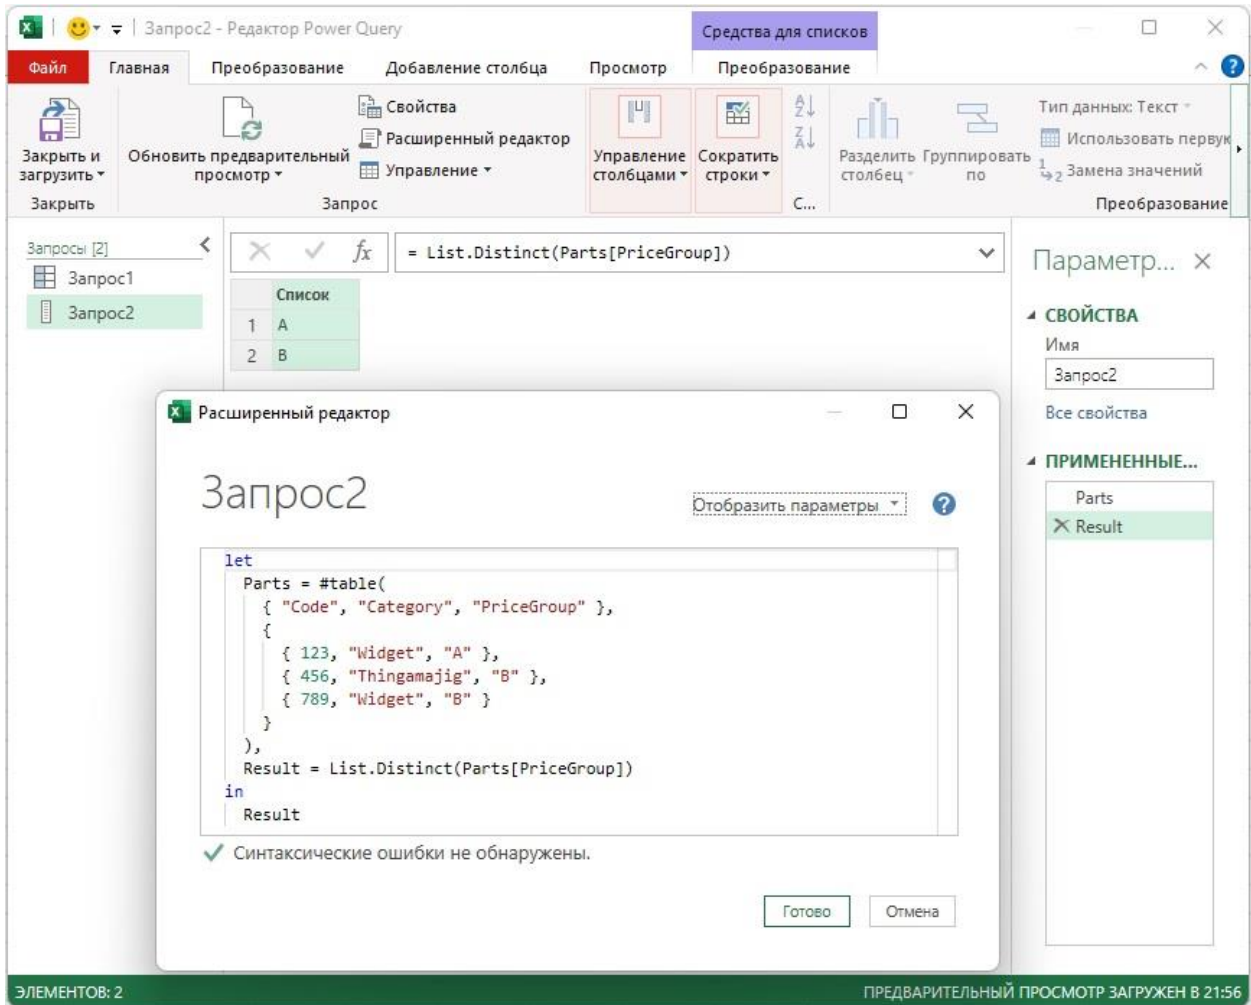 Запрос2 - Редактор Power Query
Средства для списков
Файл Главная Преобразование Добавление столбца Просмотр Преобразование
Закрыть и загрузить
Закрыть
Обновить предварительный просмотр
Свойства
Расширенный редактор
Управление
Запрос
Управление столбцами
Сократить строки
С...
Разделить столбец
Группировать по
Тип данных: Текст
Использовать первук
Замена значений
Преобразование
Запросы [2]
Запрос1
Запрос2
fx
= List.Distinct(Parts[PriceGroup])
Список
1 A
2 B
Параметр...
СВОЙСТВА
Имя
Запрос2
Все свойства
ПРИМЕНЕННЫЕ...
Parts
Result
Расширенный редактор
Запрос2
Отобразить параметры
let
Parts = #table(
{ "Code", "Category", "PriceGroup" },
{
{ 123, "Widget", "A" },
{ 456, "Thingamajig", "B" },
{ 789, "Widget", "B" }
}
),
Result = List.Distinct(Parts[PriceGroup])
in
Result
Синтаксические ошибки не обнаружены.
Готово Отмена
ЭЛЕМЕНТОВ: 2
ПРЕДВАРИТЕЛЬНЫЙ ПРОСМОТР ЗАГРУЖЕН В 21:56